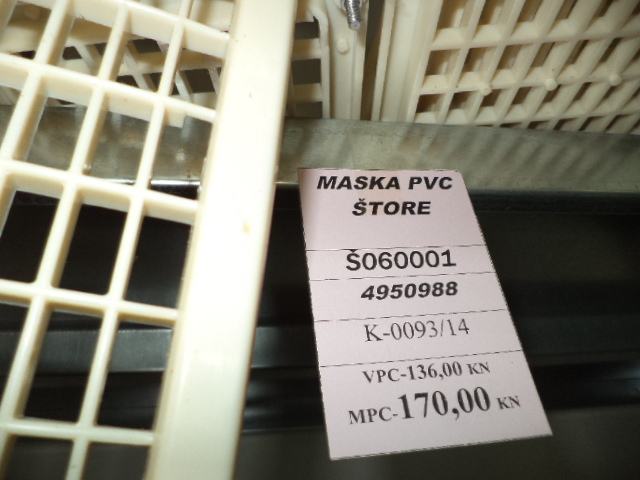 MASKA PVC
ŠTORE
Š060001
4950988
K-0093/14
VPC-136,00 KN
MPC-170,00 KN